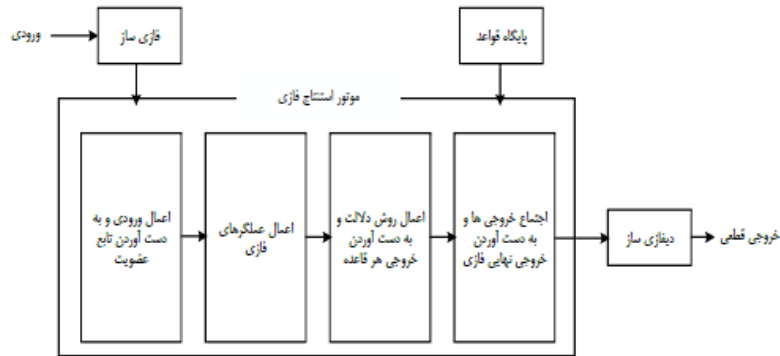 ورودی
فازی ساز
پایگاه قواعد
موتور استنتاج فازی
اعمال ورودی و به
دست آوردن تابع
عضویت
اعمال عملگرهای
فازی
اعمال روش دلالت و
به دست آوردن
خروجی هر قاعده
اجتماع خروجی ها و
به دست آوردن
خروجی نهایی فازی
دیفازی ساز
خروجی قطعی